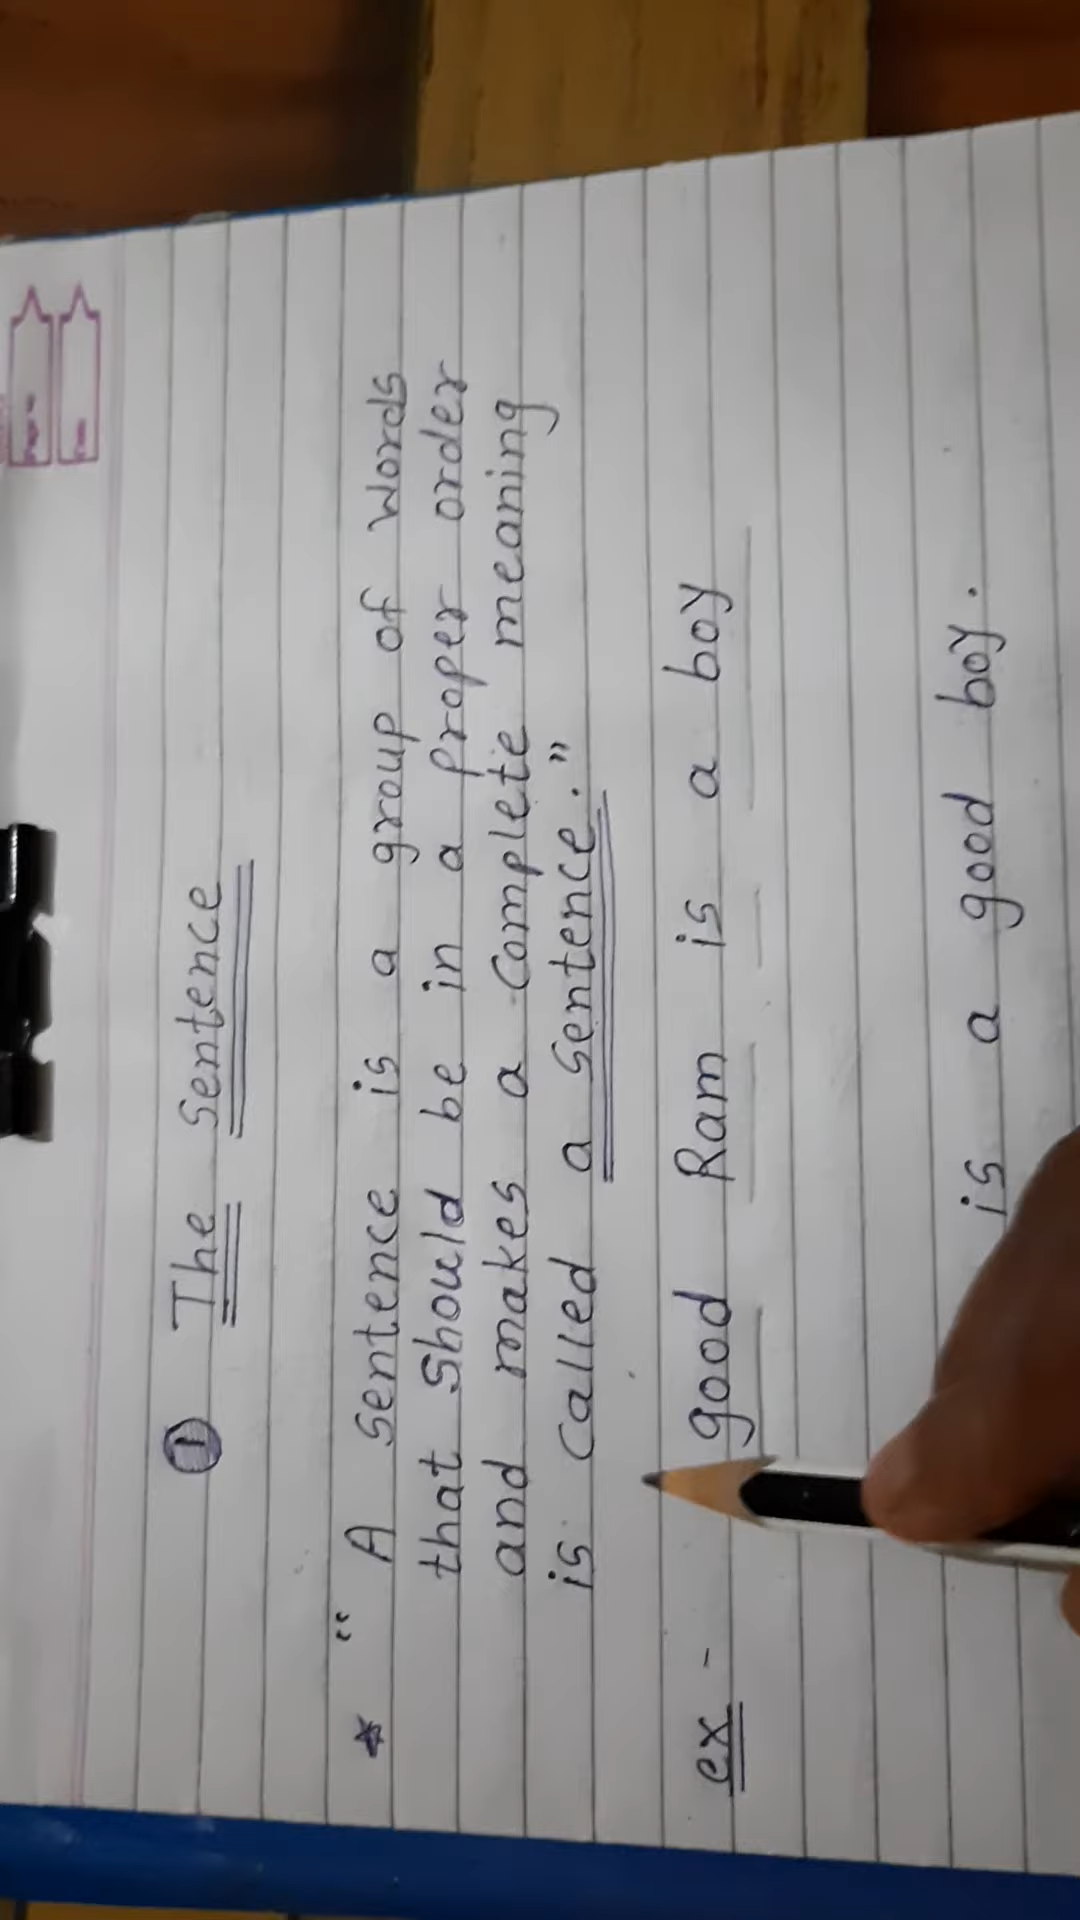 ① The Sentence
* " A Sentence is a group of words
that should be in a proper order
and makes a complete meaning
is called a sentence."
ex - good Ram is a boy
is a good boy.